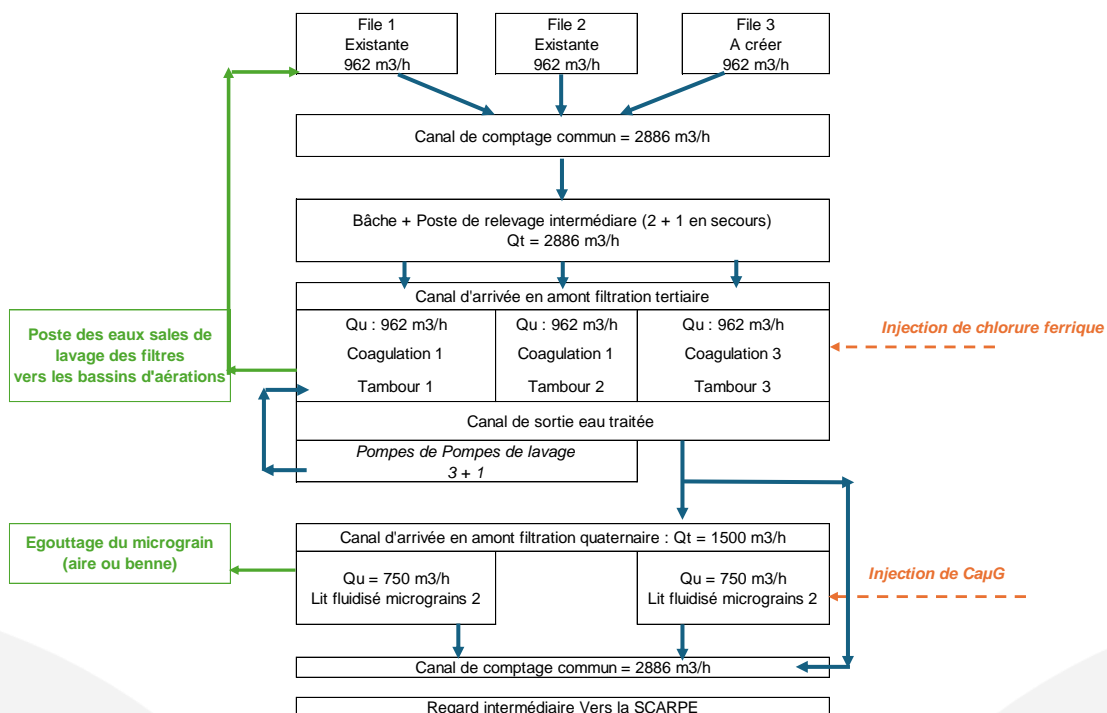 File 1
Existante
962 m3/h
File 2
Existante
962 m3/h
File 3
A créer
962 m3/h
Canal de comptage commun = 2886 m3/h
Bâche + Poste de relevage intermédiare (2 + 1 en secours)
Qt = 2886 m3/h
Canal d'arrivée en amont filtration tertiaire
Qu : 962 m3/h
Coagulation 1
Tambour 1
Qu : 962 m3/h
Coagulation 1
Tambour 2
Qu : 962 m3/h
Coagulation 3
Tambour 3
Injection de chlorure ferrique
Poste des eaux sales de
lavage des filtres
vers les bassins d'aérations
Canal de sortie eau traitée
Pompes de Pompes de lavage
3 + 1
Egouttage du micrograin
(aire ou benne)
Canal d'arrivée en amont filtration quaternaire : Qt = 1500 m3/h
Qu = 750 m3/h
Lit fluidisé micrograins 2
Qu = 750 m3/h
Lit fluidisé micrograins 2
Injection de CaµG
Canal de comptage commun = 2886 m3/h
Regard intermédiaire Vers la SCARPE